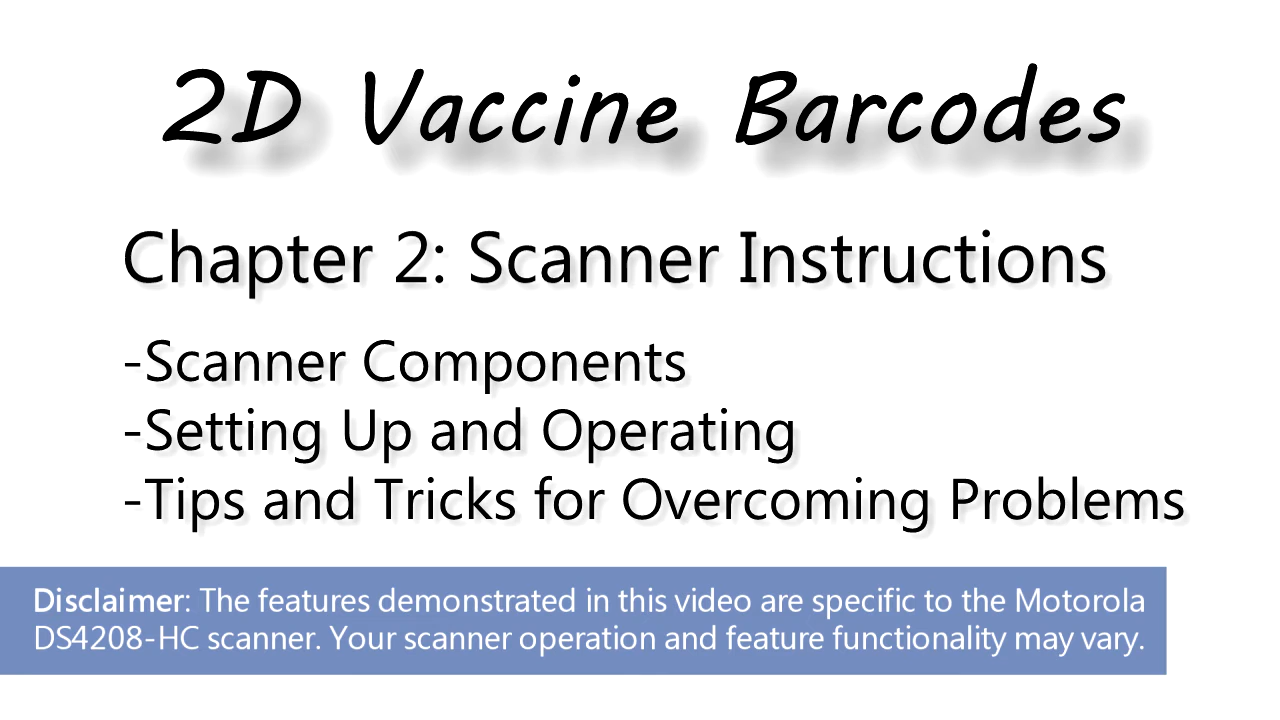 2D Vaccine Barcodes
Chapter 2: Scanner Instructions
-Scanner Components
-Setting Up and Operating
-Tips and Tricks for Overcoming Problems
Disclaimer: The features demonstrated in this video are specific to the Motorola
DS4208-HC scanner. Your scanner operation and feature functionality may vary.